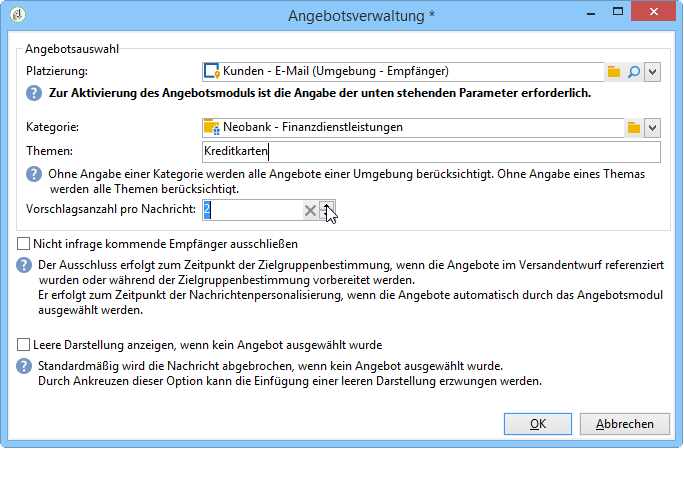 Angebotsverwaltung *
Angebotsauswahl
Platzierung:
Kunden - E-Mail (Umgebung - Empfänger)
Zur Aktivierung des Angebotsmoduls ist die Angabe der unten stehenden Parameter erforderlich.
Kategorie:
Neobank - Finanzdienstleistungen
Themen:
Kreditkarten
Ohne Angabe einer Kategorie werden alle Angebote einer Umgebung berücksichtigt. Ohne Angabe eines Themas
werden alle Themen berücksichtigt.
Vorschlagsanzahl pro Nachricht:
2
Nicht infrage kommende Empfänger ausschließen
Der Ausschluss erfolgt zum Zeitpunkt der Zielgruppenbestimmung, wenn die Angebote im Versandentwurf referenziert
wurden oder während der Zielgruppenbestimmung vorbereitet werden.
Er erfolgt zum Zeitpunkt der Nachrichtenpersonalisierung, wenn die Angebote automatisch durch das Angebotsmodul
ausgewählt werden.
Leere Darstellung anzeigen, wenn kein Angebot ausgewählt wurde
Standardmäßig wird die Nachricht abgebrochen, wenn kein Angebot ausgewählt wurde.
Durch Ankreuzen dieser Option kann die Einfügung einer leeren Darstellung erzwungen werden.
OK
Abbrechen